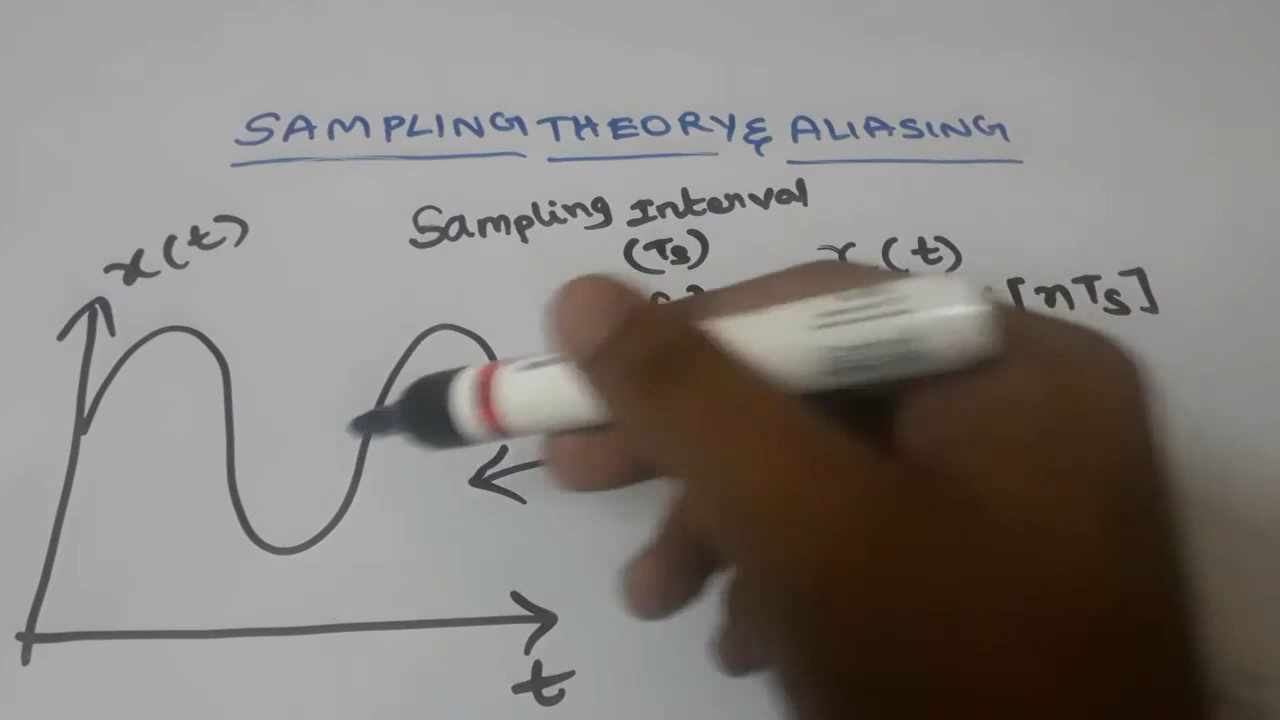 SAMPLING THEORY & ALIASING
Sampling Interval
(Ts)
x(t)
(t)
[nTs]
t